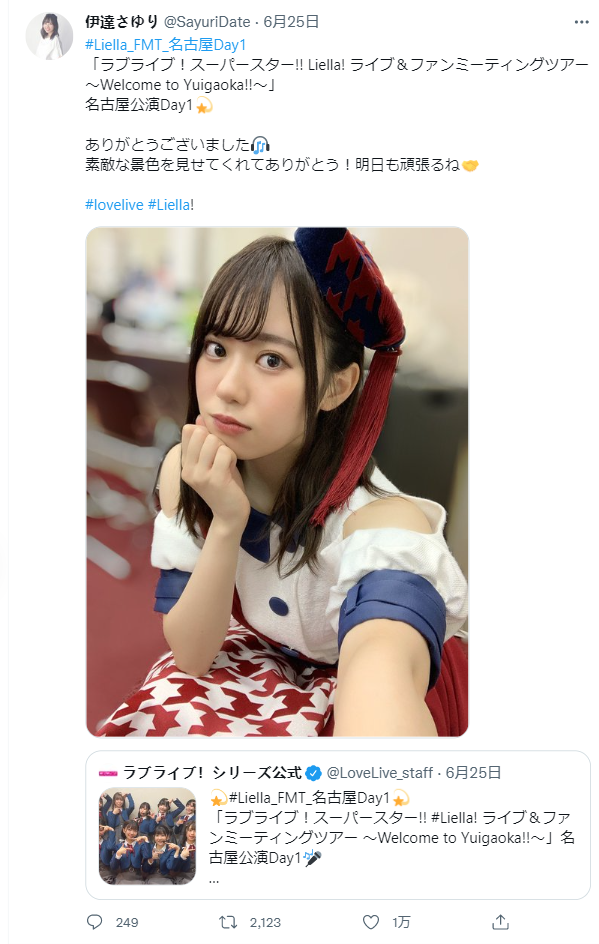 伊達さゆり @SayuriDate · 6月25日
#Liella_FMT_名古屋Day1
「ラブライブ！スーパースター!! Liella! ライブ＆ファンミーティングツアー
～Welcome to Yuigaoka!!～」
名古屋公演Day1
ありがとうございました
素敵な景色を見せてくれてありがとう！明日も頑張るね
#lovelive #Liella!
ラブライブ！シリーズ公式 @LoveLive_staff · 6月25日
#Liella_FMT_名古屋Day1
「ラブライブ！スーパースター!! #Liella! ライブ＆ファ
ンミーティングツアー ～Welcome to Yuigaoka!!～」名
古屋公演Day1
...
249 2,123 1万